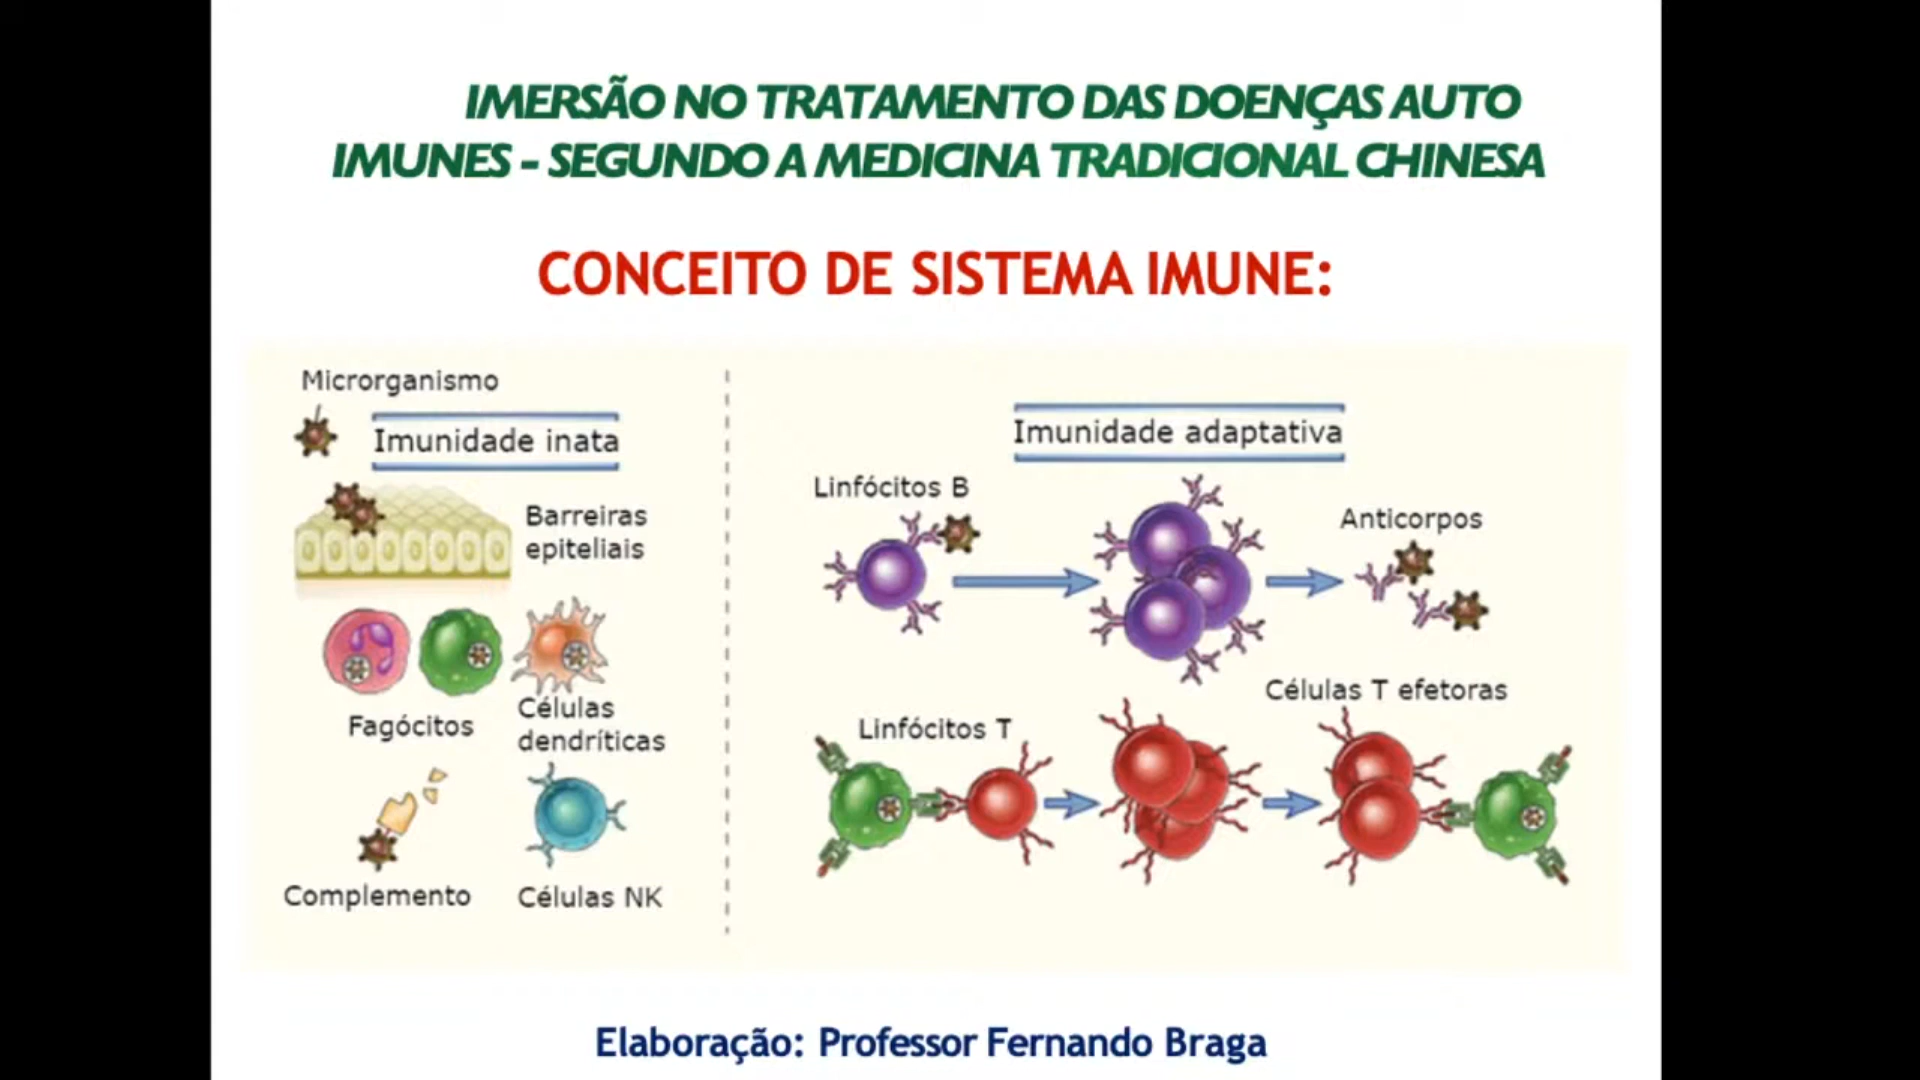 IMERSÃO NO TRATAMENTO DAS DOENÇAS AUTO
IMUNES - SEGUNDO A MEDICINA TRADICIONAL CHINESA
CONCEITO DE SISTEMA IMUNE:
Microrganismo
Imunidade inata
Barreiras
epiteliais
Fagócitos
Células
dendríticas
Complemento
Células NK
Imunidade adaptativa
Linfócitos B
Anticorpos
Linfócitos T
Células T efetoras
Elaboração: Professor Fernando Braga